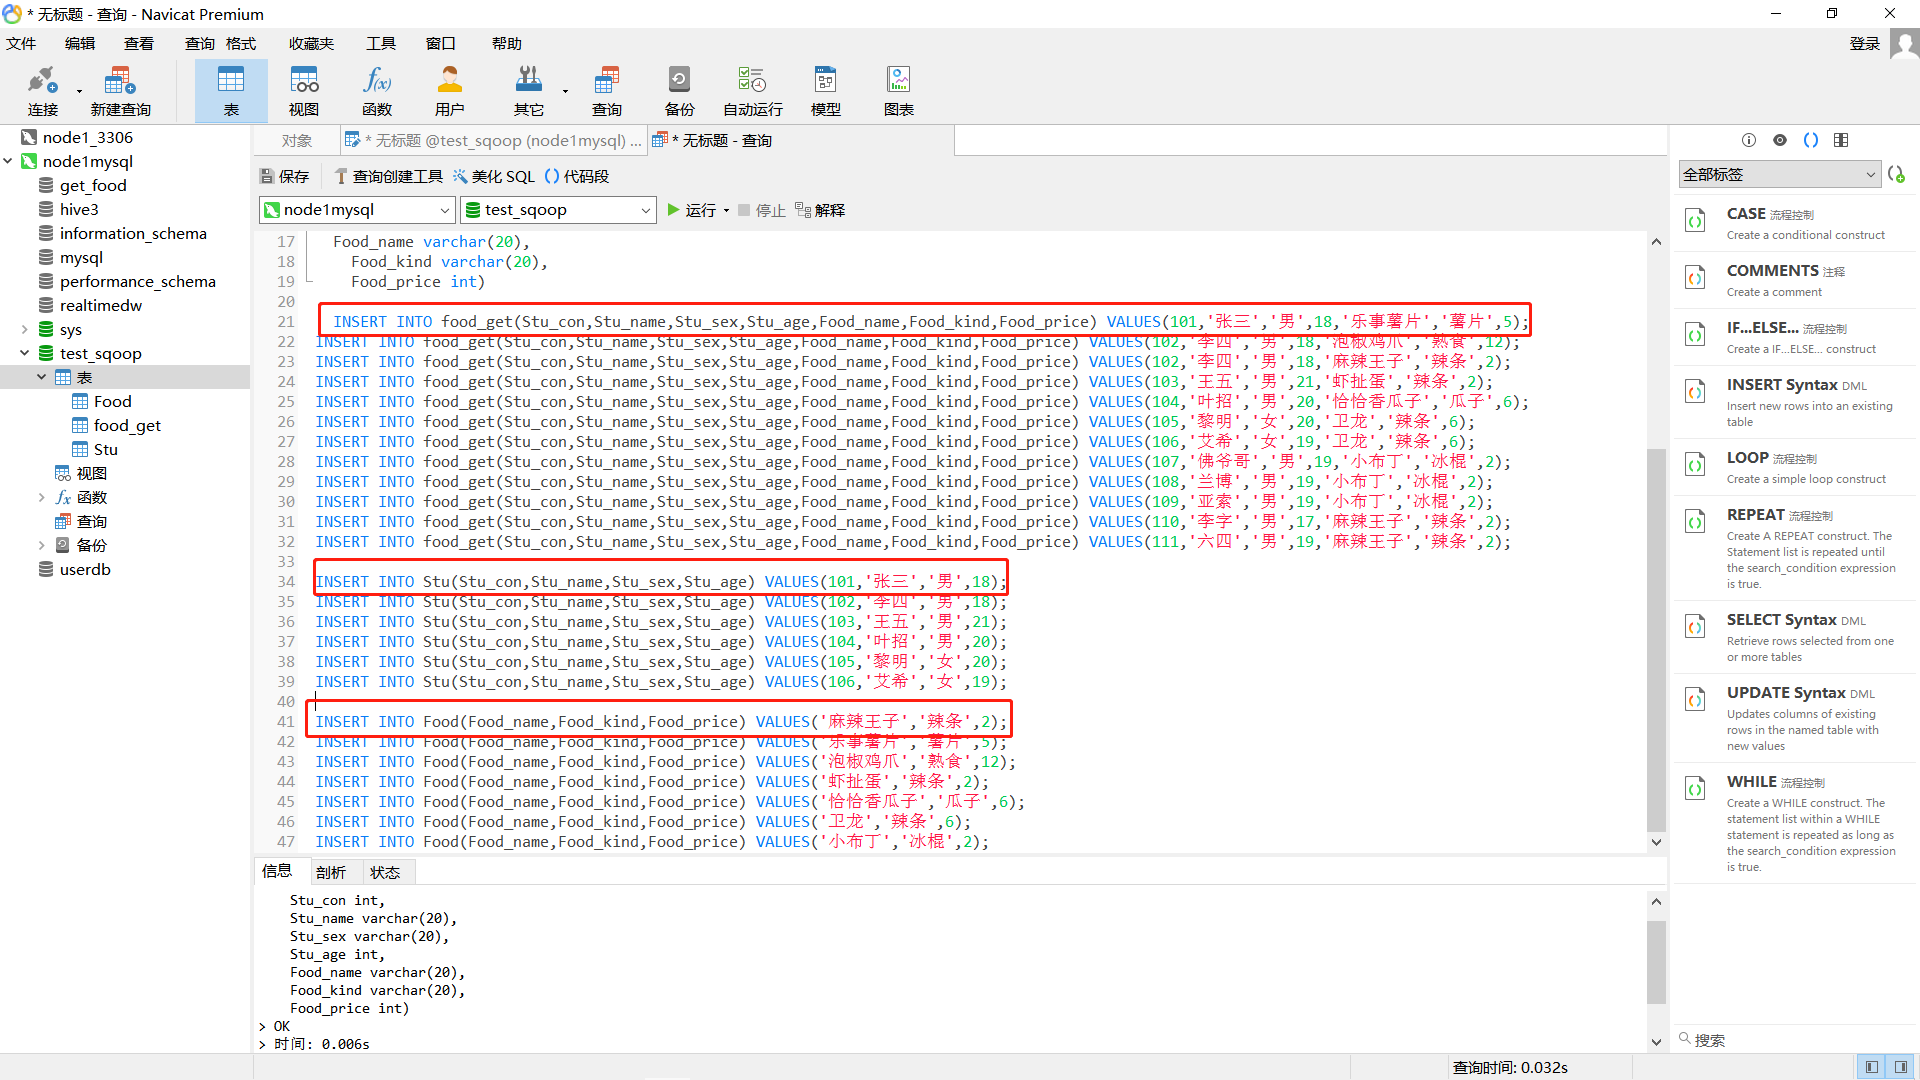 * 无标题 - 查询 - Navicat Premium
文件 编辑 查看 查询 格式 收藏夹 工具 窗口 帮助 登录
连接 新建查询 表 视图 函数 用户 其它 查询 备份 自动运行 模型 图表
node1_3306
node1mysql
get_food
hive3
information_schema
mysql
performance_schema
realtimedw
sys
test_sqoop
表
Food
food_get
Stu
视图
函数
查询
备份
userdb
对象 * 无标题 @test_sqoop (node1mysql) ... * 无标题 - 查询
保存 查询创建工具 美化 SQL () 代码段
node1mysql test_sqoop 运行 停止 解释
17 Food_name varchar(20),
18 Food_kind varchar(20),
19 Food_price int)
20
21 INSERT INTO food_get(Stu_con,Stu_name,Stu_sex,Stu_age,Food_name,Food_kind,Food_price) VALUES(101,'张三','男',18,'乐事薯片','薯片',5);
22 INSERT INTO food_get(Stu_con,Stu_name,Stu_sex,Stu_age,Food_name,Food_kind,Food_price) VALUES(102,'李四','男',18,'泡椒鸡爪','熟食',12);
23 INSERT INTO food_get(Stu_con,Stu_name,Stu_sex,Stu_age,Food_name,Food_kind,Food_price) VALUES(102,'李四','男',18,'麻辣王子','辣条',2);
24 INSERT INTO food_get(Stu_con,Stu_name,Stu_sex,Stu_age,Food_name,Food_kind,Food_price) VALUES(103,'王五','男',21,'虾扯蛋','辣条',2);
25 INSERT INTO food_get(Stu_con,Stu_name,Stu_sex,Stu_age,Food_name,Food_kind,Food_price) VALUES(104,'叶招','男',20,'恰恰香瓜子','瓜子',6);
26 INSERT INTO food_get(Stu_con,Stu_name,Stu_sex,Stu_age,Food_name,Food_kind,Food_price) VALUES(105,'黎明','女',20,'卫龙','辣条',6);
27 INSERT INTO food_get(Stu_con,Stu_name,Stu_sex,Stu_age,Food_name,Food_kind,Food_price) VALUES(106,'艾希','女',19,'卫龙','辣条',6);
28 INSERT INTO food_get(Stu_con,Stu_name,Stu_sex,Stu_age,Food_name,Food_kind,Food_price) VALUES(107,'佛爷哥','男',19,'小布丁','冰棍',2);
29 INSERT INTO food_get(Stu_con,Stu_name,Stu_sex,Stu_age,Food_name,Food_kind,Food_price) VALUES(108,'兰博','男',19,'小布丁','冰棍',2);
30 INSERT INTO food_get(Stu_con,Stu_name,Stu_sex,Stu_age,Food_name,Food_kind,Food_price) VALUES(109,'亚索','男',19,'小布丁','冰棍',2);
31 INSERT INTO food_get(Stu_con,Stu_name,Stu_sex,Stu_age,Food_name,Food_kind,Food_price) VALUES(110,'李字','男',17,'麻辣王子','辣条',2);
32 INSERT INTO food_get(Stu_con,Stu_name,Stu_sex,Stu_age,Food_name,Food_kind,Food_price) VALUES(111,'六四','男',19,'麻辣王子','辣条',2);
33
34 INSERT INTO Stu(Stu_con,Stu_name,Stu_sex,Stu_age) VALUES(101,'张三','男',18);
35 INSERT INTO Stu(Stu_con,Stu_name,Stu_sex,Stu_age) VALUES(102,'李四','男',18);
36 INSERT INTO Stu(Stu_con,Stu_name,Stu_sex,Stu_age) VALUES(103,'王五','男',21);
37 INSERT INTO Stu(Stu_con,Stu_name,Stu_sex,Stu_age) VALUES(104,'叶招','男',20);
38 INSERT INTO Stu(Stu_con,Stu_name,Stu_sex,Stu_age) VALUES(105,'黎明','女',20);
39 INSERT INTO Stu(Stu_con,Stu_name,Stu_sex,Stu_age) VALUES(106,'艾希','女',19);
40
41 INSERT INTO Food(Food_name,Food_kind,Food_price) VALUES('麻辣王子','辣条',2);
42 INSERT INTO Food(Food_name,Food_kind,Food_price) VALUES('乐事薯片','薯片',5);
43 INSERT INTO Food(Food_name,Food_kind,Food_price) VALUES('泡椒鸡爪','熟食',12);
44 INSERT INTO Food(Food_name,Food_kind,Food_price) VALUES('虾扯蛋','辣条',2);
45 INSERT INTO Food(Food_name,Food_kind,Food_price) VALUES('恰恰香瓜子','瓜子',6);
46 INSERT INTO Food(Food_name,Food_kind,Food_price) VALUES('卫龙','辣条',6);
47 INSERT INTO Food(Food_name,Food_kind,Food_price) VALUES('小布丁','冰棍',2);
信息 剖析 状态
Stu_con int,
Stu_name varchar(20),
Stu_sex varchar(20),
Stu_age int,
Food_name varchar(20),
Food_kind varchar(20),
Food_price int)
> OK
> 时间: 0.006s
查询时间: 0.032s
全部标签
CASE 流程控制
Create a conditional construct
COMMENTS 注释
Create a comment
IF...ELSE... 流程控制
Create a IF...ELSE... construct
INSERT Syntax DML
Insert new rows into an existing
table
LOOP 流程控制
Create a simple loop construct
REPEAT 流程控制
Create A REPEAT construct. The
Statement list is repeated until
the search_condition expression
is true.
SELECT Syntax DML
Retrieve rows selected from one
or more tables
UPDATE Syntax DML
Updates columns of existing
rows in the named table with
new values
WHILE 流程控制
Create a WHILE construct. The
statement list within a WHILE
statement is repeated as long as
the search_condition expression
is true.
搜索